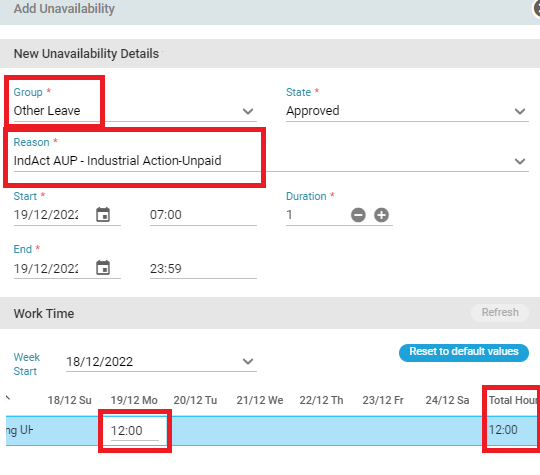 Add Unavailability
New Unavailability Details
Group * State *
Other Leave Approved
Reason *
IndAct AUP - Industrial Action-Unpaid
Start * Duration *
19/12/2022 07:00 1
End *
19/12/2022 23:59
Work Time Refresh
Week Start 18/12/2022 Reset to default values
18/12 Su 19/12 Mo 20/12 Tu 21/12 We 22/12 Th 23/12 Fr 24/12 Sa Total Hour
ng UH 12:00 12:00